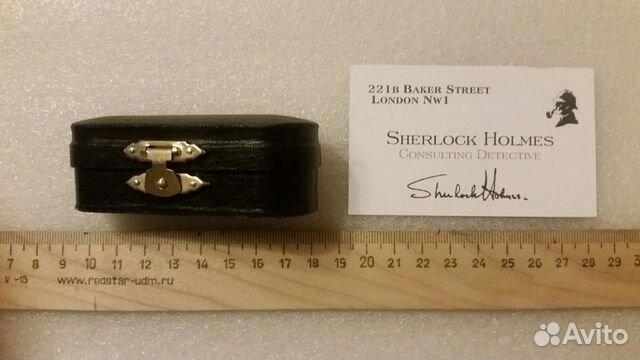 221B BAKER STREET
LONDON NW1
SHERLOCK HOLMES
CONSULTING DETECTIVE
Sherlock Holmes.
7 8 9 10 11 12 13 14 15 16 17 18 19 20 21 22 23 24 25 26 27 28 29
V -15 www.redstar-udm.ru
Avito